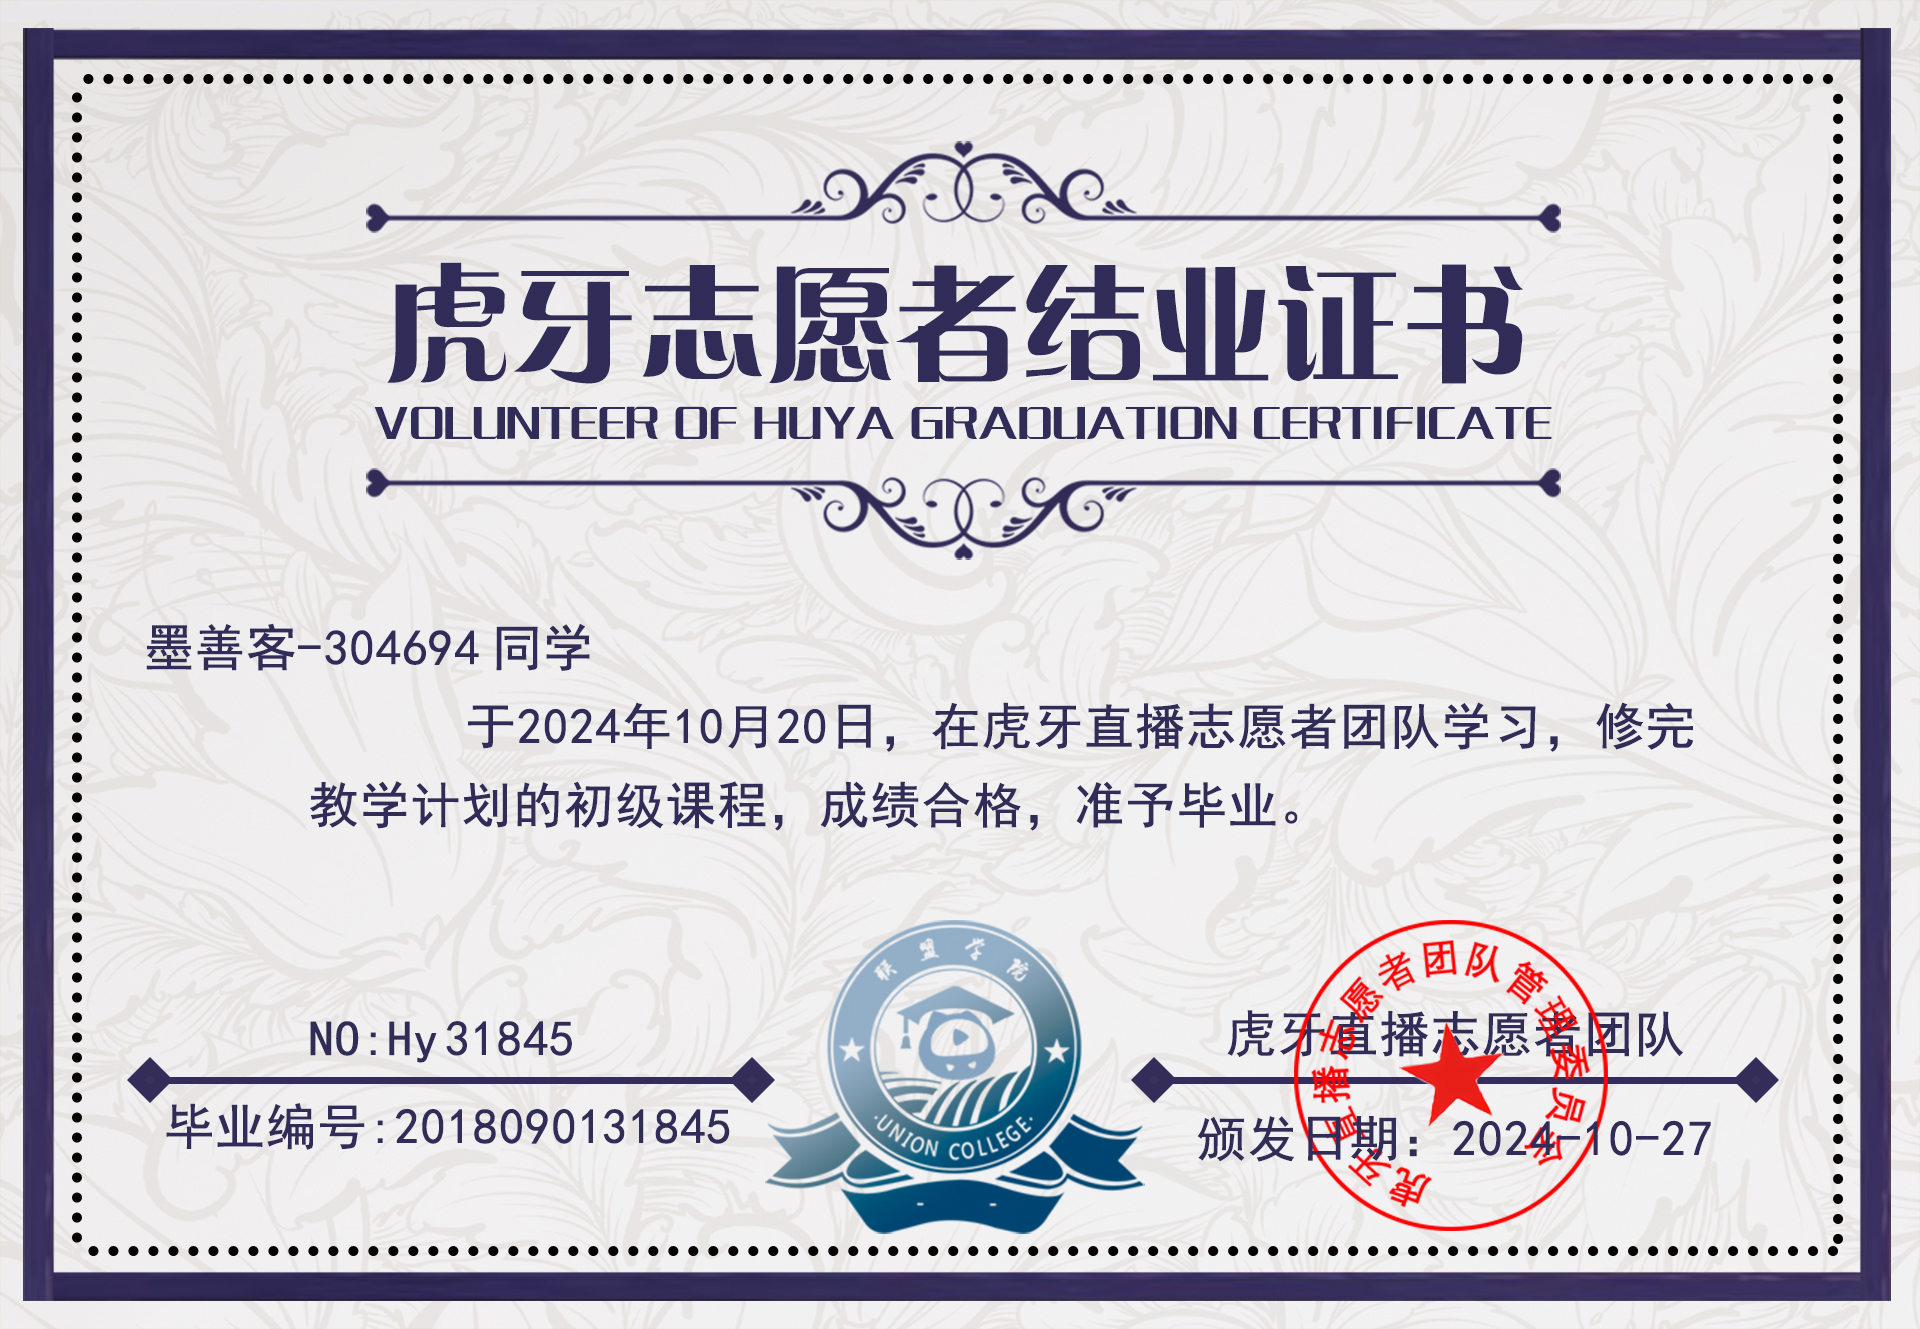 虎牙志愿者结业证书
VOLUNTEER OF HUYA GRADUATION CERTIFICATE
墨善客-304694 同学
于2024年10月20日，在虎牙直播志愿者团队学习，修完
教学计划的初级课程，成绩合格，准予毕业。
NO:Hy31845
毕业编号:2018090131845
联盟学院
·UNION COLLEGE·
虎牙直播志愿者团队
颁发日期：2024-10-27
虎牙直播志愿者团队管理委员会